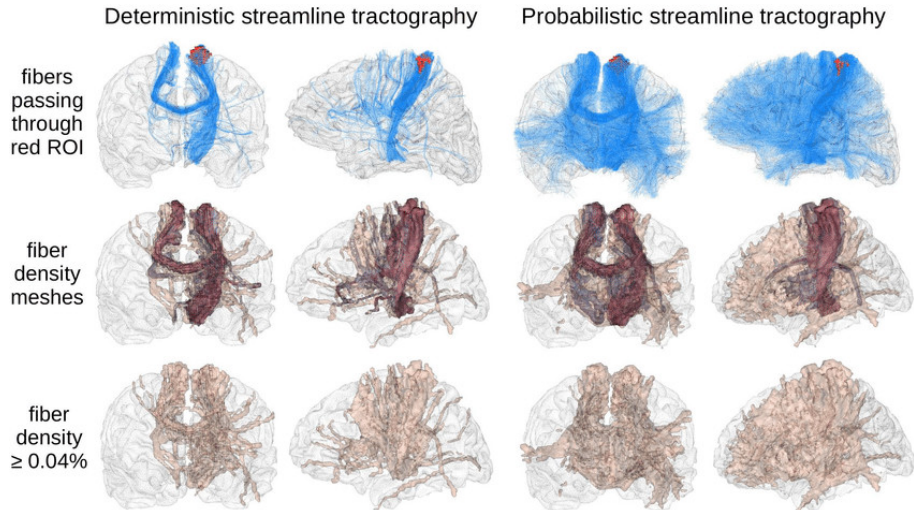 Deterministic streamline tractography
Probabilistic streamline tractography
fibers
passing
through
red ROI
fiber
density
meshes
fiber
density
≥ 0.04%